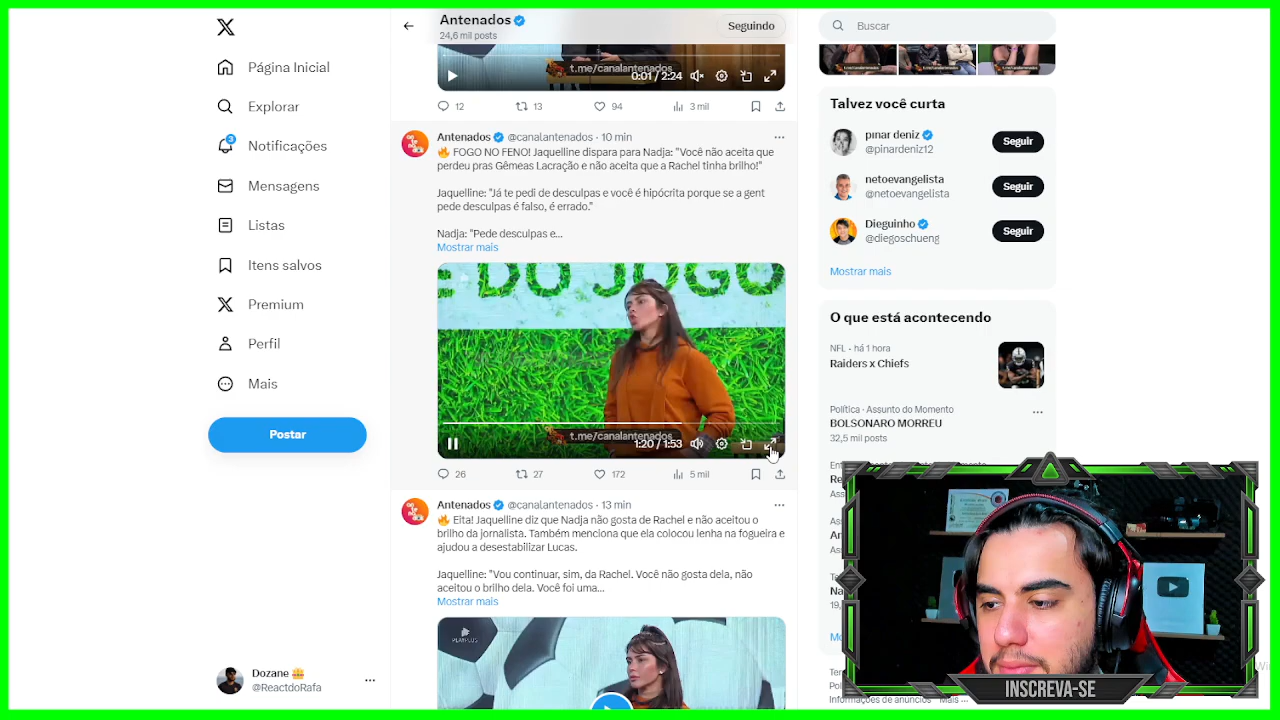 Página Inicial
Explorar
3
Notificações
Mensagens
Listas
Itens salvos
Premium
Perfil
Mais
Postar
Dozane
@ReactdoRafa
Antenados
24,6 mil posts
Seguindo
t.me/canalantenados
0:01 / 2:24
12
13
94
3 mil
Antenados @canalantenados · 10 min
🔥 FOGO NO FENO! Jaquelline dispara para Nadja: "Você não aceita que
perdeu pras Gêmeas Lacração e não aceita que a Rachel tinha brilho!"
Jaquelline: "Já te pedi de desculpas e você é hipócrita porque se a gent
pede desculpas é falso, é errado."
Nadja: "Pede desculpas e...
Mostrar mais
DO JOGO
t.me/canalantenados
1:20 / 1:53
26
27
172
5 mil
Antenados @canalantenados · 13 min
🔥 Eita! Jaquelline diz que Nadja não gosta de Rachel e não aceitou o
brilho da jornalista. Também menciona que ela colocou lenha na fogueira e
ajudou a desestabilizar Lucas.
Jaquelline: "Vou continuar, sim, da Rachel. Você não gosta dela, não
aceitou o brilho dela. Você foi uma...
Mostrar mais
PLAYPLUS
Buscar
Talvez você curta
pınar deniz
@pinardeniz12
Seguir
netoevangelista
@netoevangelista
Seguir
Dieguinho
@diegoschueng
Seguir
Mostrar mais
O que está acontecendo
NFL · há 1 hora
Raiders x Chiefs
Política · Assunto do Momento
BOLSONARO MORREU
32,5 mil posts
INSCREVA-SE
Informações de anúncios Mais ...